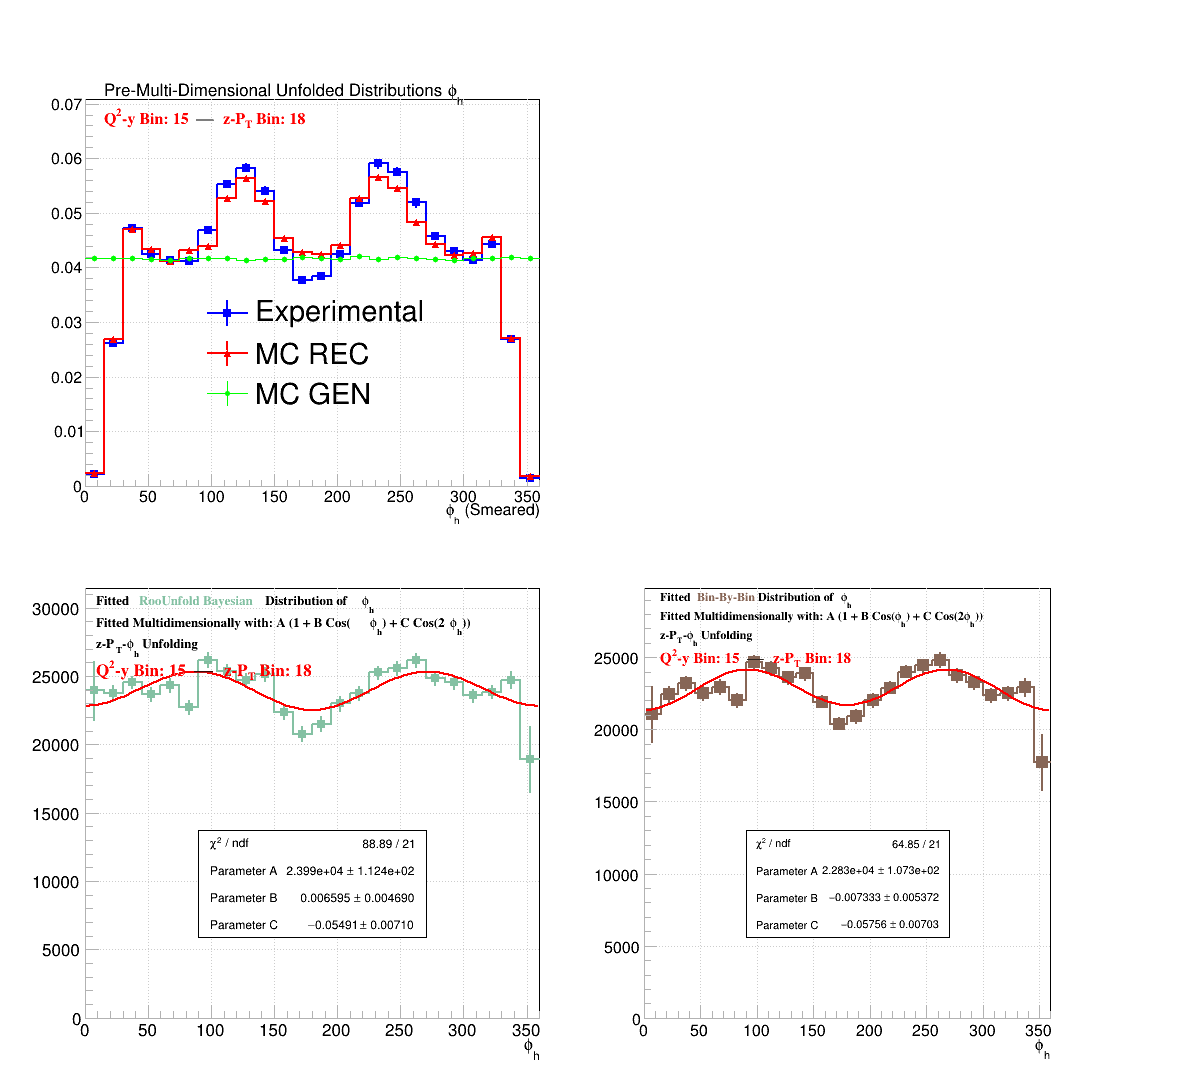 Pre-Multi-Dimensional Unfolded Distributions ϕh
Q2-y Bin: 15 — z-PT Bin: 18
0.07
0.06
0.05
0.04
0.03
0.02
0.01
0
Experimental
MC REC
MC GEN
0 50 100 150 200 250 300 350
ϕh (Smeared)
Fitted RooUnfold Bayesian Distribution of ϕh
Fitted Multidimensionally with: A (1 + B Cos( ϕh) + C Cos(2 ϕh))
z-PT-ϕh Unfolding
Q2-y Bin: 15 — z-PT Bin: 18
30000
25000
20000
15000
10000
5000
0
χ2 / ndf 88.89 / 21
Parameter A 2.399e+04 ± 1.124e+02
Parameter B 0.006595 ± 0.004690
Parameter C −0.05491 ± 0.00710
0 50 100 150 200 250 300 350
ϕh
Fitted Bin-By-Bin Distribution of ϕh
Fitted Multidimensionally with: A (1 + B Cos(ϕh) + C Cos(2ϕh))
z-PT-ϕh Unfolding
Q2-y Bin: 15 — z-PT Bin: 18
25000
20000
15000
10000
5000
0
χ2 / ndf 64.85 / 21
Parameter A 2.283e+04 ± 1.073e+02
Parameter B −0.007333 ± 0.005372
Parameter C −0.05756 ± 0.00703
0 50 100 150 200 250 300 350
ϕh